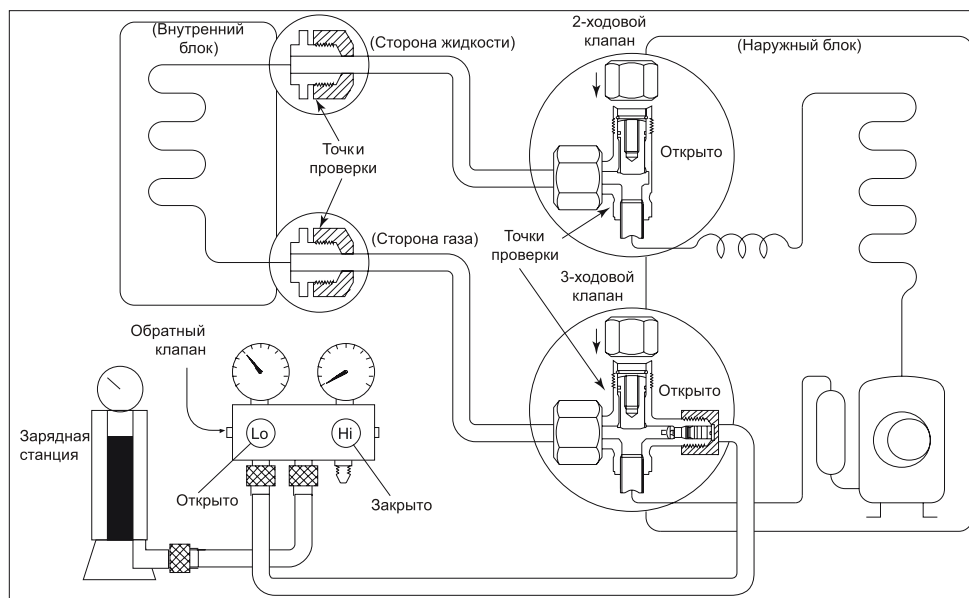 (Внутренний
блок)
(Сторона жидкости)
2-ходовой
клапан
(Наружный блок)
Точки
проверки
Открыто
(Сторона газа)
Точки
проверки
3-ходовой
клапан
Обратный
клапан
Открыто
Зарядная
станция
Lo
Hi
Открыто
Закрыто